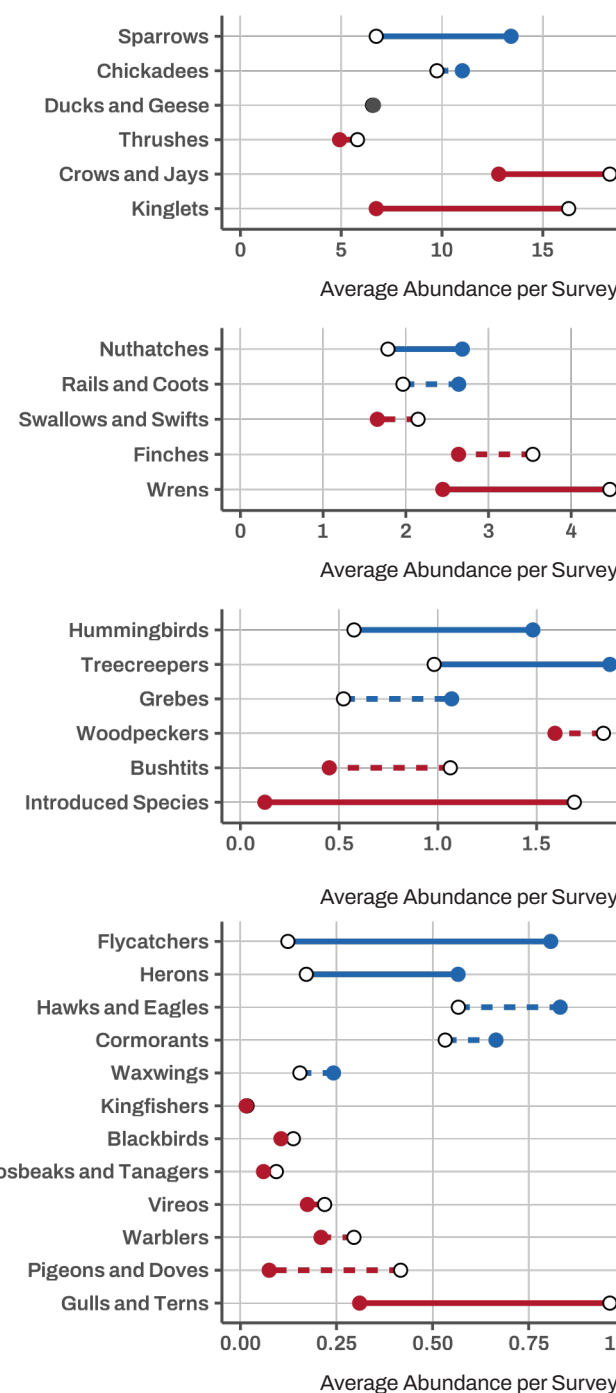 Sparrows
Chickadees
Ducks and Geese
Thrushes
Crows and Jays
Kinglets
0 5 10 15
Average Abundance per Survey
Nuthatches
Rails and Coots
Swallows and Swifts
Finches
Wrens
0 1 2 3 4
Average Abundance per Survey
Hummingbirds
Treecreepers
Grebes
Woodpeckers
Bushtits
Introduced Species
0.0 0.5 1.0 1.5
Average Abundance per Survey
Flycatchers
Herons
Hawks and Eagles
Cormorants
Waxwings
Kingfishers
Blackbirds
osbeaks and Tanagers
Vireos
Warblers
Pigeons and Doves
Gulls and Terns
0.00 0.25 0.50 0.75 1
Average Abundance per Survey